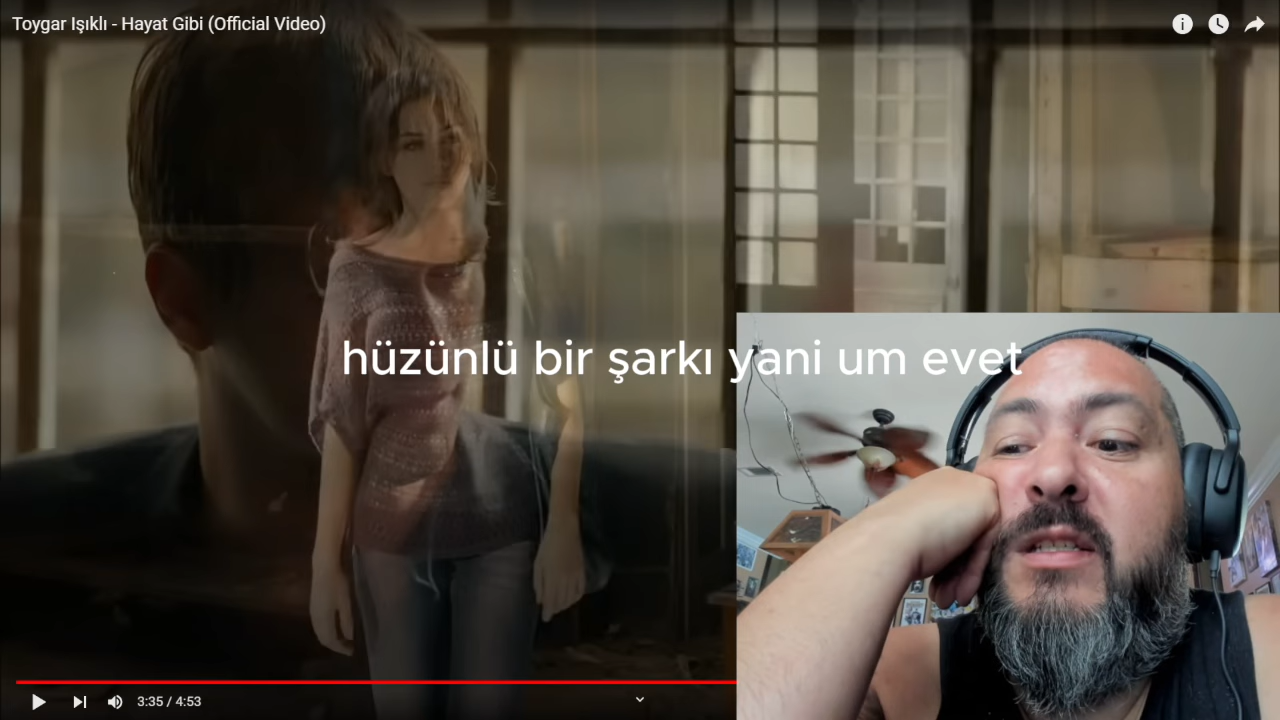 Toygar Işıklı - Hayat Gibi (Official Video)
hüzünlü bir şarkı yani um evet
3:35 / 4:53